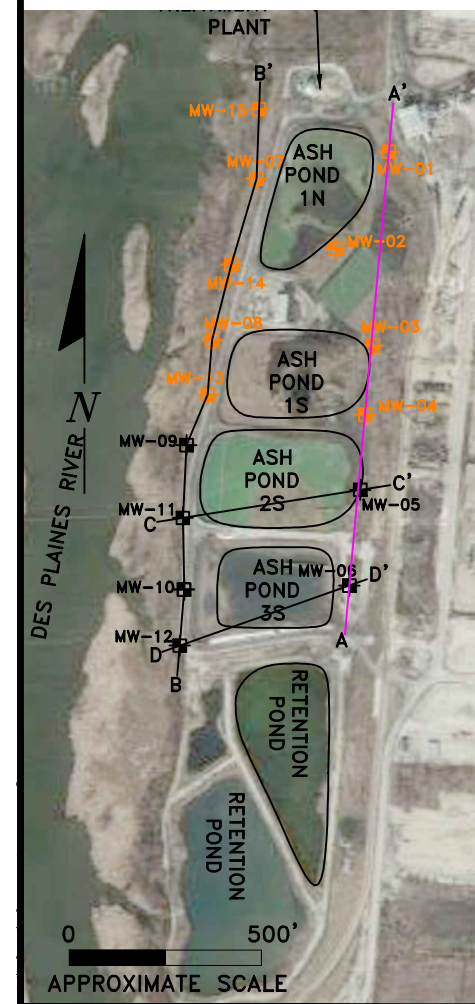 PLANT
B'
A'
MW-15
ASH
POND
1N
MW-07
MW-01
MW-02
MW-14
MW-08
MW-03
ASH
POND
1S
MW-13
MW-04
N
MW-09
ASH
POND
2S
C'
MW-05
MW-11
C
DES PLAINES RIVER
ASH
POND
3S
MW-06
D'
MW-10
MW-12
D
A
B
RETENTION
POND
RETENTION
POND
0 500'
APPROXIMATE SCALE